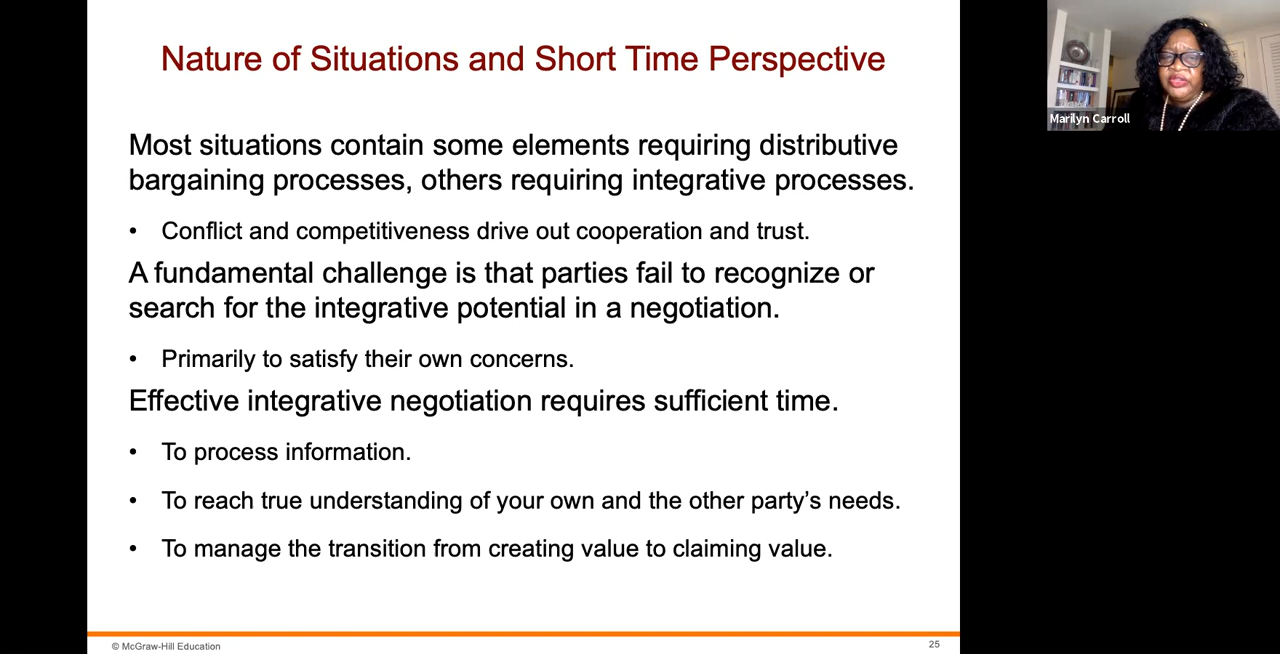 Nature of Situations and Short Time Perspective
Most situations contain some elements requiring distributive
bargaining processes, others requiring integrative processes.
• Conflict and competitiveness drive out cooperation and trust.
A fundamental challenge is that parties fail to recognize or
search for the integrative potential in a negotiation.
• Primarily to satisfy their own concerns.
Effective integrative negotiation requires sufficient time.
• To process information.
• To reach true understanding of your own and the other party’s needs.
• To manage the transition from creating value to claiming value.
© McGraw-Hill Education
25
Marilyn Carroll